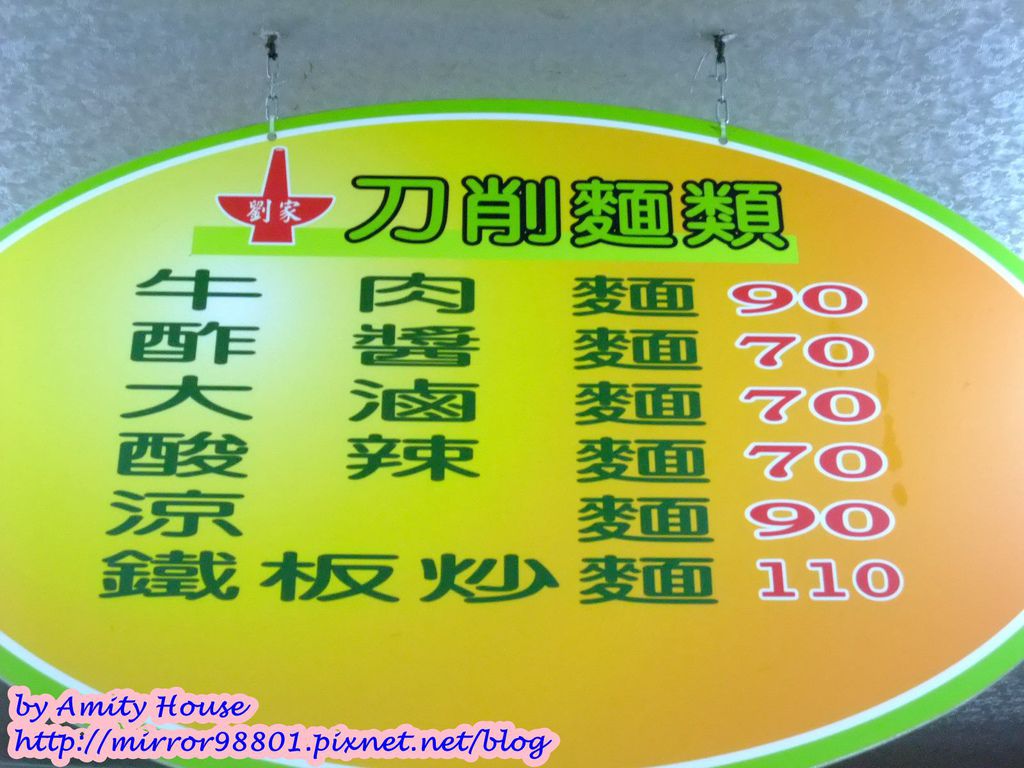 劉家
刀削麵類
牛肉麵 90
酢醬麵 70
大滷麵 70
酸辣麵 70
涼麵 90
鐵板炒麵 110
by Amity House
http://mirror98801.pixnet.net/blog